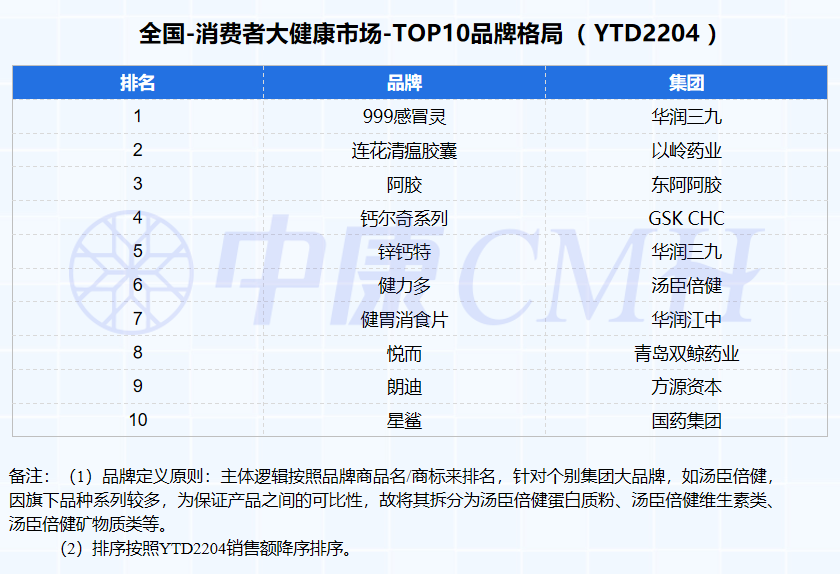 全国-消费者大健康市场-TOP10品牌格局（YTD2204）
排名 品牌 集团
1 999感冒灵 华润三九
2 连花清瘟胶囊 以岭药业
3 阿胶 东阿阿胶
4 钙尔奇系列 GSK CHC
5 锌钙特 华润三九
6 健力多 汤臣倍健
7 健胃消食片 华润江中
8 悦而 青岛双鲸药业
9 朗迪 方源资本
10 星鲨 国药集团
中康CMH
备注：（1）品牌定义原则：主体逻辑按照品牌商品名/商标来排名，针对个别集团大品牌，如汤臣倍健，
因旗下品种系列较多，为保证产品之间的可比性，故将其拆分为汤臣倍健蛋白质粉、汤臣倍健维生素类、
汤臣倍健矿物质类等。
（2）排序按照YTD2204销售额降序排序。